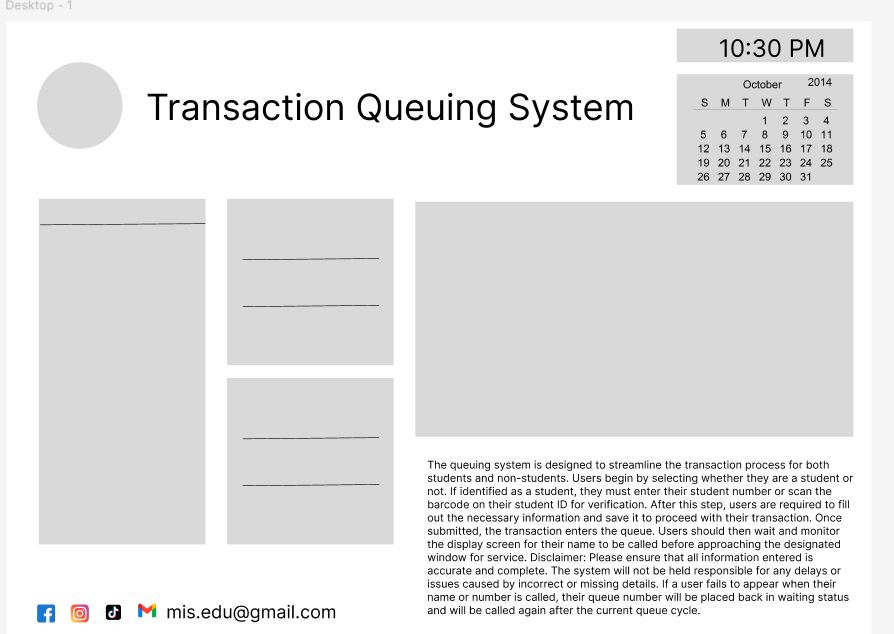 Desktop - 1
10:30 PM
Transaction Queuing System
October 2014
S M T W T F S
1 2 3 4
5 6 7 8 9 10 11
12 13 14 15 16 17 18
19 20 21 22 23 24 25
26 27 28 29 30 31
The queuing system is designed to streamline the transaction process for both
students and non-students. Users begin by selecting whether they are a student or
not. If identified as a student, they must enter their student number or scan the
barcode on their student ID for verification. After this step, users are required to fill
out the necessary information and save it to proceed with their transaction. Once
submitted, the transaction enters the queue. Users should then wait and monitor
the display screen for their name to be called before approaching the designated
window for service. Disclaimer: Please ensure that all information entered is
accurate and complete. The system will not be held responsible for any delays or
issues caused by incorrect or missing details. If a user fails to appear when their
name or number is called, their queue number will be placed back in waiting status
and will be called again after the current queue cycle.
mis.edu@gmail.com